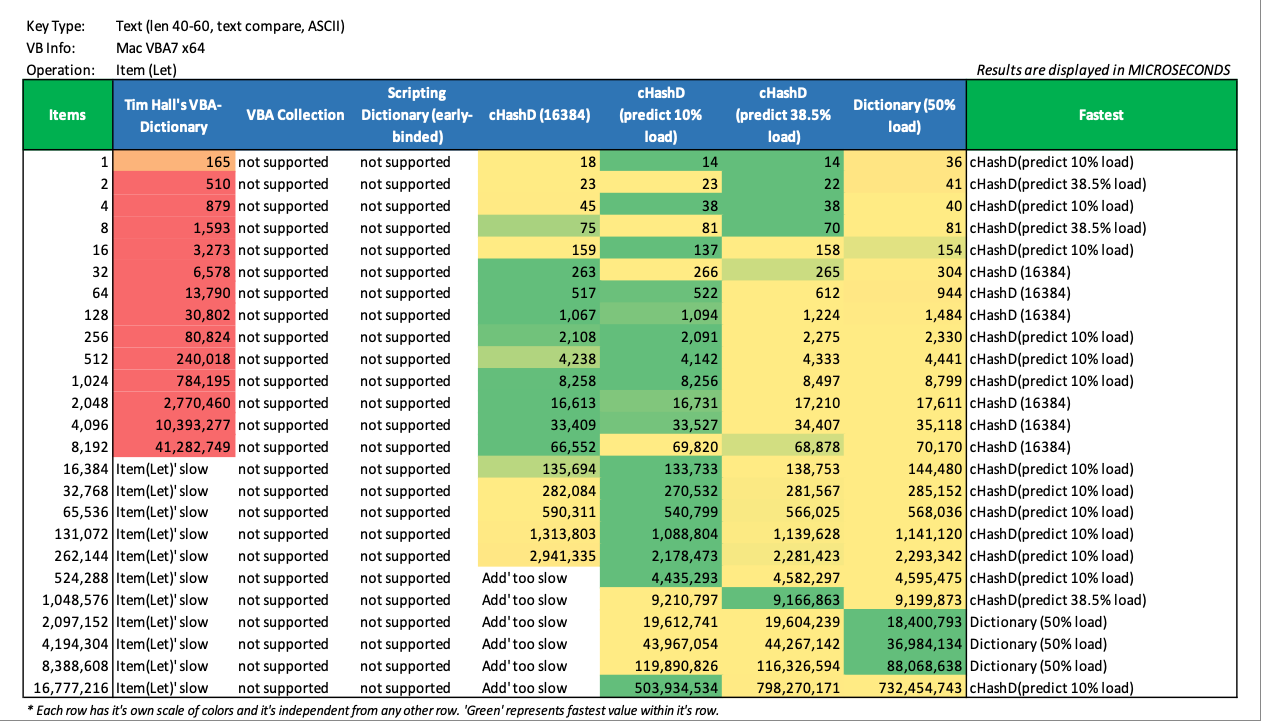 Key Type: Text (len 40-60, text compare, ASCII)
VB Info: Mac VBA7 x64
Operation: Item (Let) Results are displayed in MICROSECONDS
Items Tim Hall's VBA-Dictionary VBA Collection Scripting Dictionary (early-binded) cHashD (16384) cHashD (predict 10% load) cHashD (predict 38.5% load) Dictionary (50% load) Fastest
1 165 not supported not supported 18 14 14 36 cHashD(predict 10% load)
2 510 not supported not supported 23 23 22 41 cHashD(predict 38.5% load)
4 879 not supported not supported 45 38 38 40 cHashD(predict 10% load)
8 1,593 not supported not supported 75 81 70 81 cHashD(predict 38.5% load)
16 3,273 not supported not supported 159 137 158 154 cHashD(predict 10% load)
32 6,578 not supported not supported 263 266 265 304 cHashD (16384)
64 13,790 not supported not supported 517 522 612 944 cHashD (16384)
128 30,802 not supported not supported 1,067 1,094 1,224 1,484 cHashD (16384)
256 80,824 not supported not supported 2,108 2,091 2,275 2,330 cHashD(predict 10% load)
512 240,018 not supported not supported 4,238 4,142 4,333 4,441 cHashD(predict 10% load)
1,024 784,195 not supported not supported 8,258 8,256 8,497 8,799 cHashD(predict 10% load)
2,048 2,770,460 not supported not supported 16,613 16,731 17,210 17,611 cHashD (16384)
4,096 10,393,277 not supported not supported 33,409 33,527 34,407 35,118 cHashD (16384)
8,192 41,282,749 not supported not supported 66,552 69,820 68,878 70,170 cHashD (16384)
16,384 Item(Let)' slow not supported not supported 135,694 133,733 138,753 144,480 cHashD(predict 10% load)
32,768 Item(Let)' slow not supported not supported 282,084 270,532 281,567 285,152 cHashD(predict 10% load)
65,536 Item(Let)' slow not supported not supported 590,311 540,799 566,025 568,036 cHashD(predict 10% load)
131,072 Item(Let)' slow not supported not supported 1,313,803 1,088,804 1,139,628 1,141,120 cHashD(predict 10% load)
262,144 Item(Let)' slow not supported not supported 2,941,335 2,178,473 2,281,423 2,293,342 cHashD(predict 10% load)
524,288 Item(Let)' slow not supported not supported Add' too slow 4,435,293 4,582,297 4,595,475 cHashD(predict 10% load)
1,048,576 Item(Let)' slow not supported not supported Add' too slow 9,210,797 9,166,863 9,199,873 cHashD(predict 38.5% load)
2,097,152 Item(Let)' slow not supported not supported Add' too slow 19,612,741 19,604,239 18,400,793 Dictionary (50% load)
4,194,304 Item(Let)' slow not supported not supported Add' too slow 43,967,054 44,267,142 36,984,134 Dictionary (50% load)
8,388,608 Item(Let)' slow not supported not supported Add' too slow 119,890,826 116,326,594 88,068,638 Dictionary (50% load)
16,777,216 Item(Let)' slow not supported not supported Add' too slow 503,934,534 798,270,171 732,454,743 cHashD(predict 10% load)
* Each row has it's own scale of colors and it's independent from any other row. 'Green' represents fastest value within it's row.